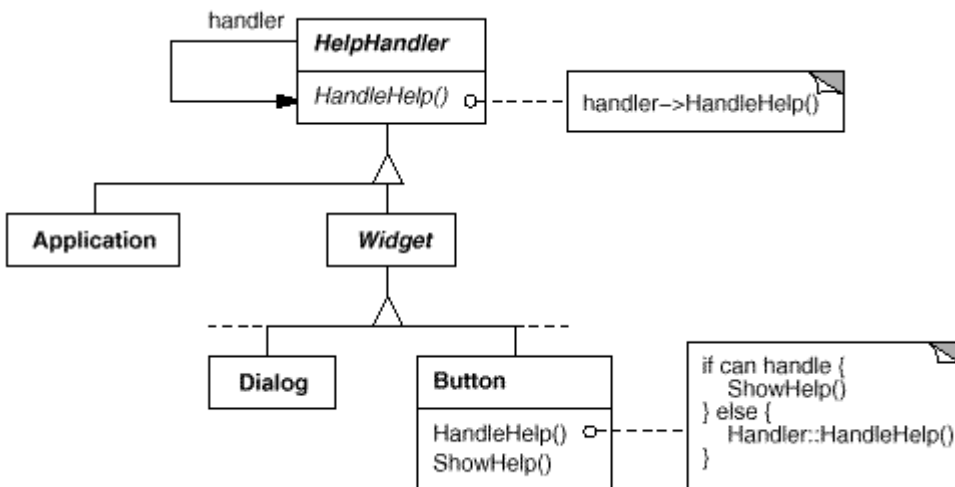 handler
HelpHandler
HandleHelp()
handler->HandleHelp()
Application
Widget
Dialog
Button
HandleHelp()
ShowHelp()
if can handle {
ShowHelp()
} else {
Handler::HandleHelp()
}